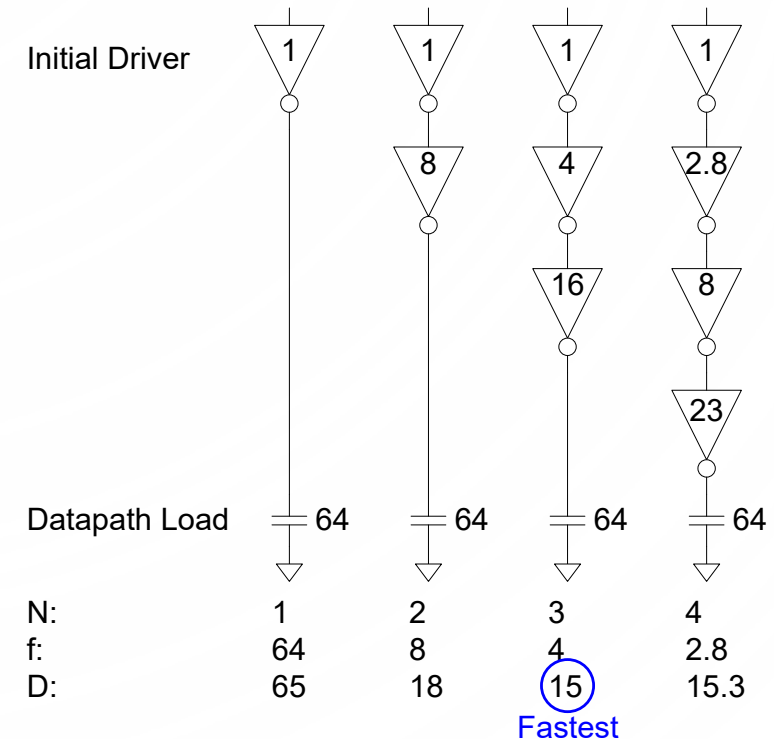 Initial Driver 1 1 1 1
8 4 2.8
16 8
23
Datapath Load 64 64 64 64
N: 1 2 3 4
f: 64 8 4 2.8
D: 65 18 15 15.3
Fastest